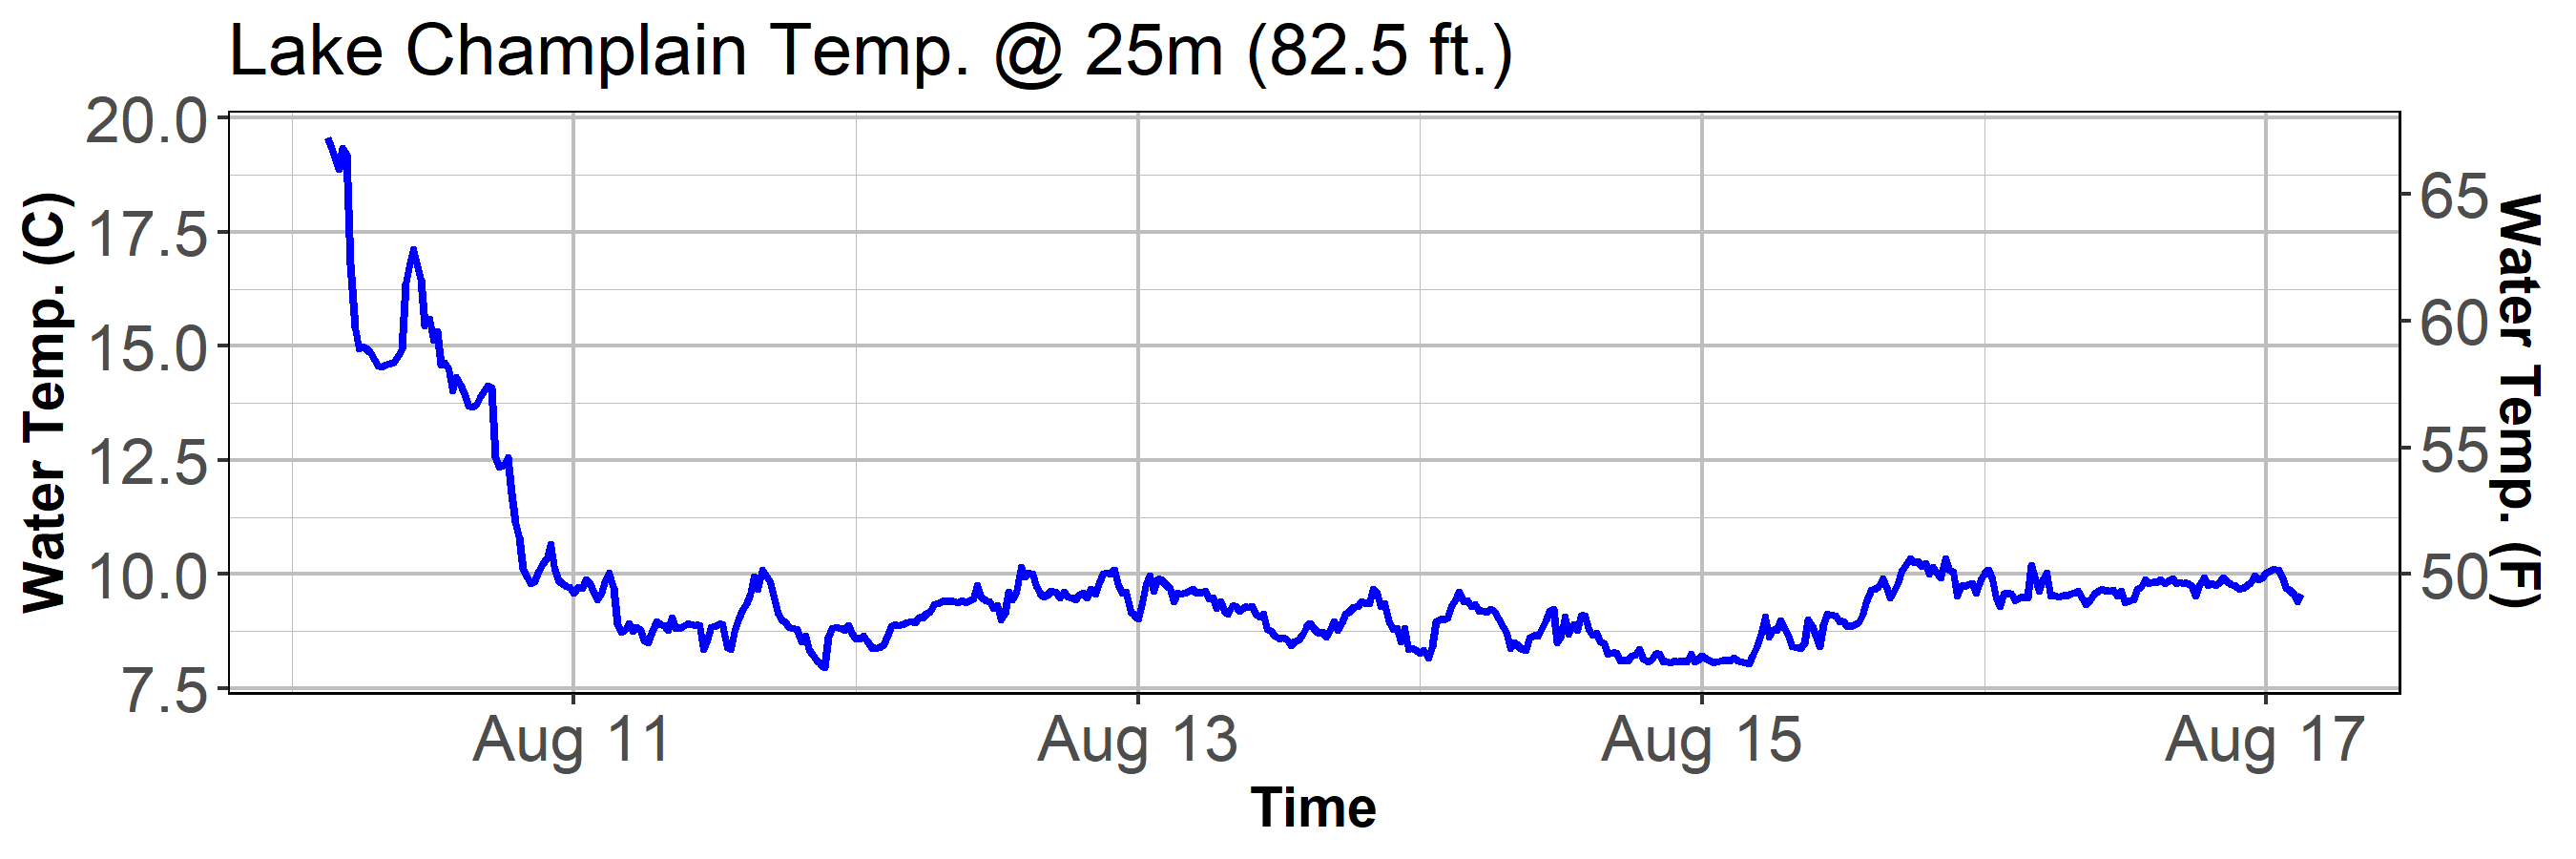 Lake Champlain Temp. @ 25m (82.5 ft.)
Water Temp. (C)
20.0
17.5
15.0
12.5
10.0
7.5
65
60
55
50
Water Temp. (F)
Aug 11 Aug 13 Aug 15 Aug 17
Time